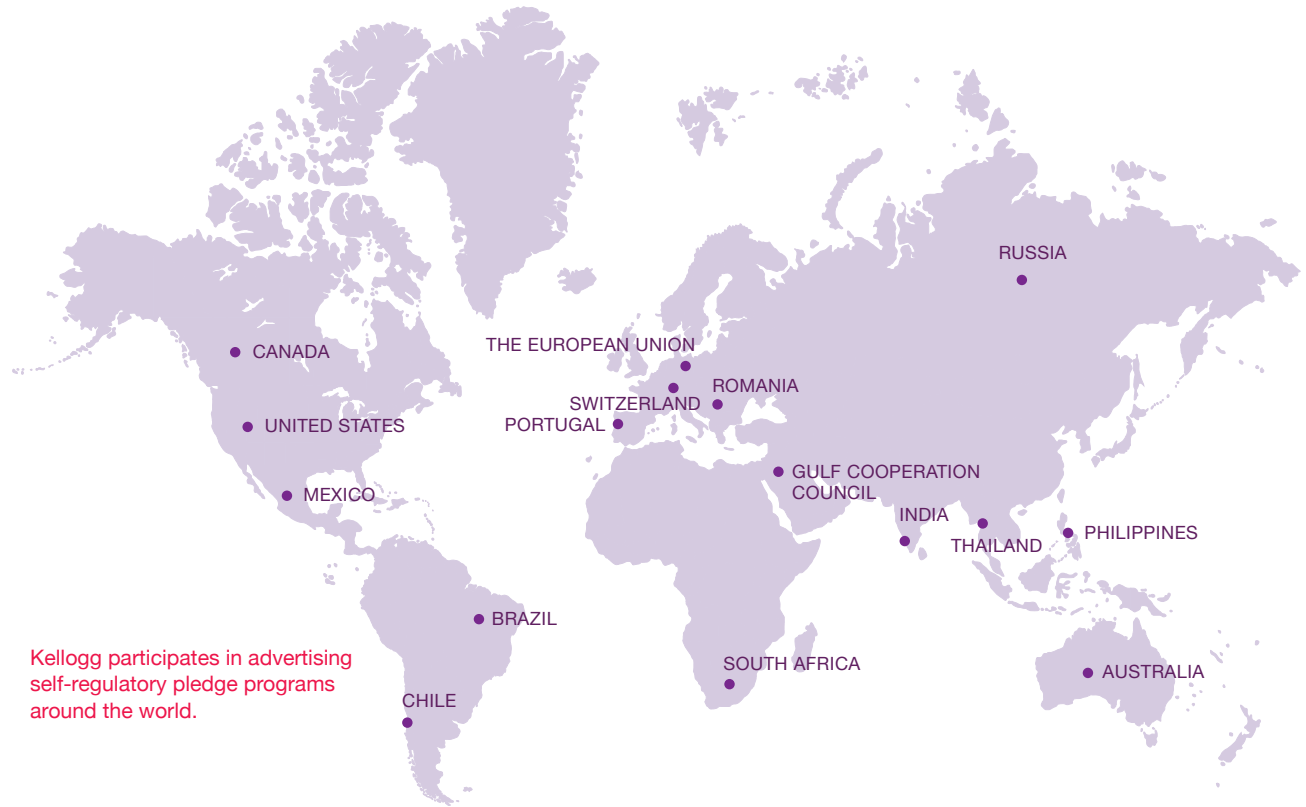 RUSSIA
CANADA
THE EUROPEAN UNION
ROMANIA
SWITZERLAND
UNITED STATES
PORTUGAL
MEXICO
GULF COOPERATION
COUNCIL
INDIA
THAILAND
PHILIPPINES
BRAZIL
Kellogg participates in advertising
self-regulatory pledge programs
around the world.
SOUTH AFRICA
AUSTRALIA
CHILE